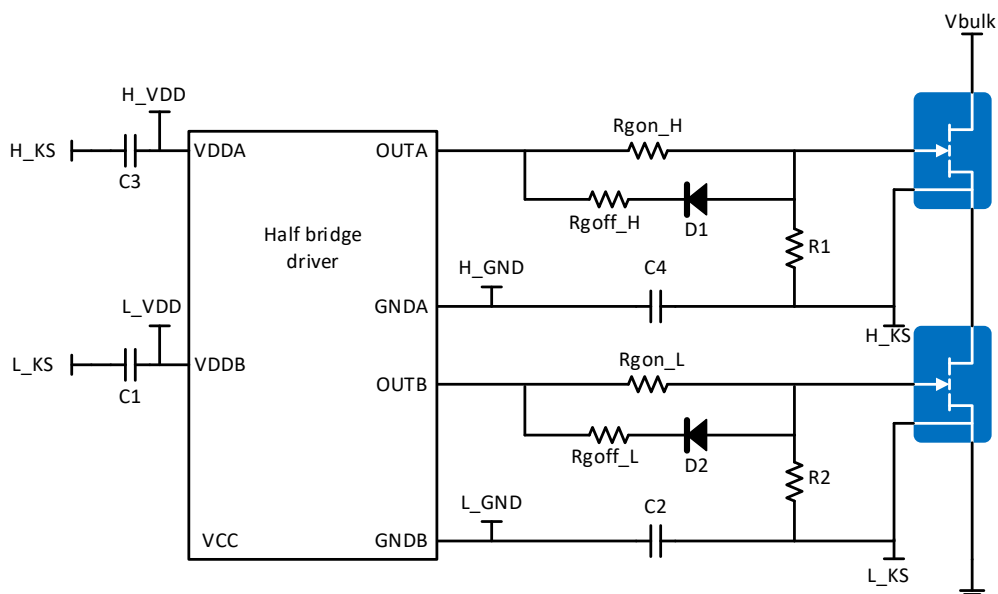 Vbulk
H_VDD
H_KS
C3
VDDA
OUTA
Rgon_H
Rgoff_H
D1
R1
Half bridge
driver
H_GND
C4
GNDA
H_KS
L_VDD
L_KS
C1
VDDB
OUTB
Rgon_L
Rgoff_L
D2
R2
L_GND
C2
VCC
GNDB
L_KS